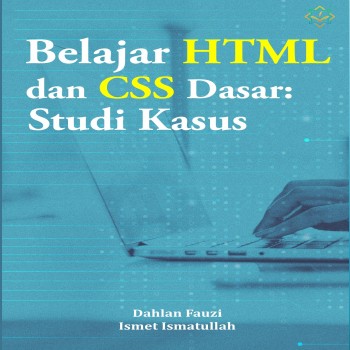 Belajar HTML
dan CSS Dasar:
Studi Kasus
Dahlan Fauzi
Ismet Ismatullah